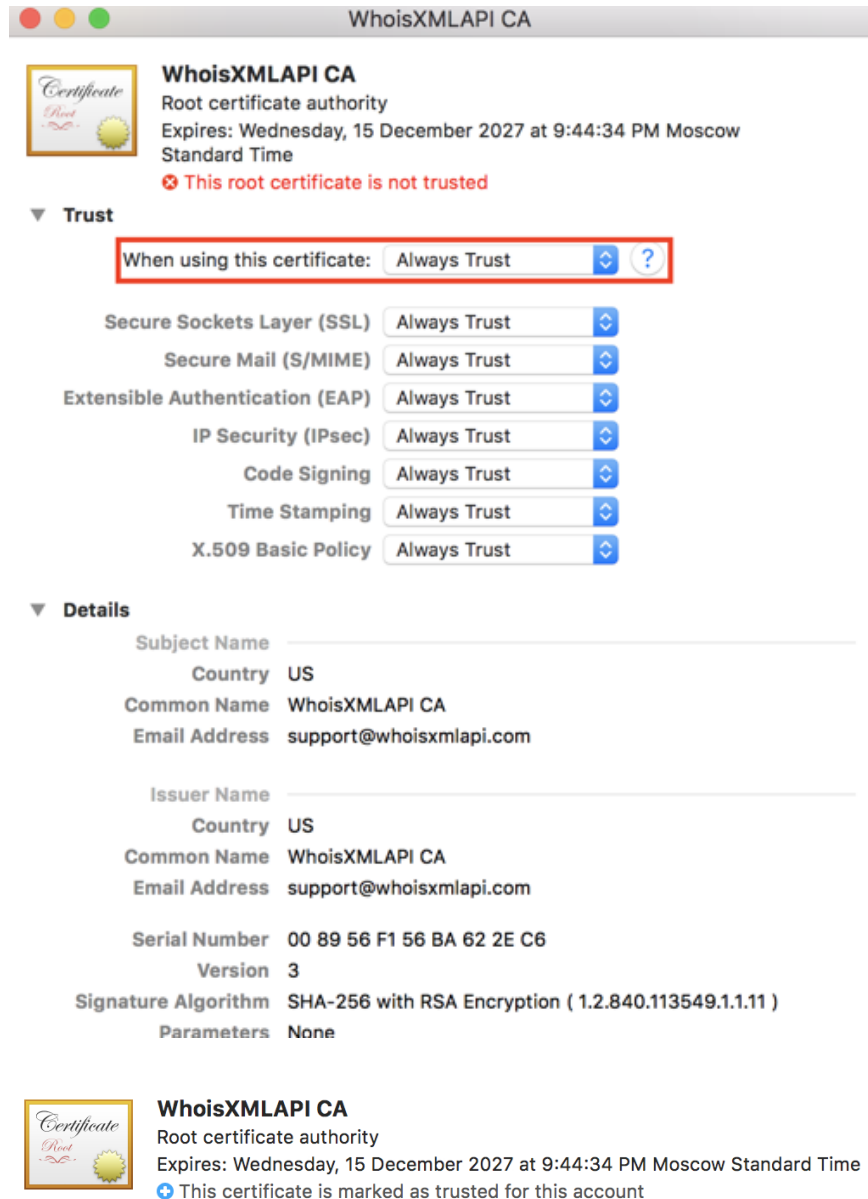 WhoisXMLAPI CA
Certificate
Root
WhoisXMLAPI CA
Root certificate authority
Expires: Wednesday, 15 December 2027 at 9:44:34 PM Moscow
Standard Time
This root certificate is not trusted
Trust
When using this certificate: Always Trust ?
Secure Sockets Layer (SSL) Always Trust
Secure Mail (S/MIME) Always Trust
Extensible Authentication (EAP) Always Trust
IP Security (IPsec) Always Trust
Code Signing Always Trust
Time Stamping Always Trust
X.509 Basic Policy Always Trust
Details
Subject Name
Country US
Common Name WhoisXMLAPI CA
Email Address support@whoisxmlapi.com
Issuer Name
Country US
Common Name WhoisXMLAPI CA
Email Address support@whoisxmlapi.com
Serial Number 00 89 56 F1 56 BA 62 2E C6
Version 3
Signature Algorithm SHA-256 with RSA Encryption ( 1.2.840.113549.1.1.11 )
Parameters None
Certificate
Root
WhoisXMLAPI CA
Root certificate authority
Expires: Wednesday, 15 December 2027 at 9:44:34 PM Moscow Standard Time
This certificate is marked as trusted for this account